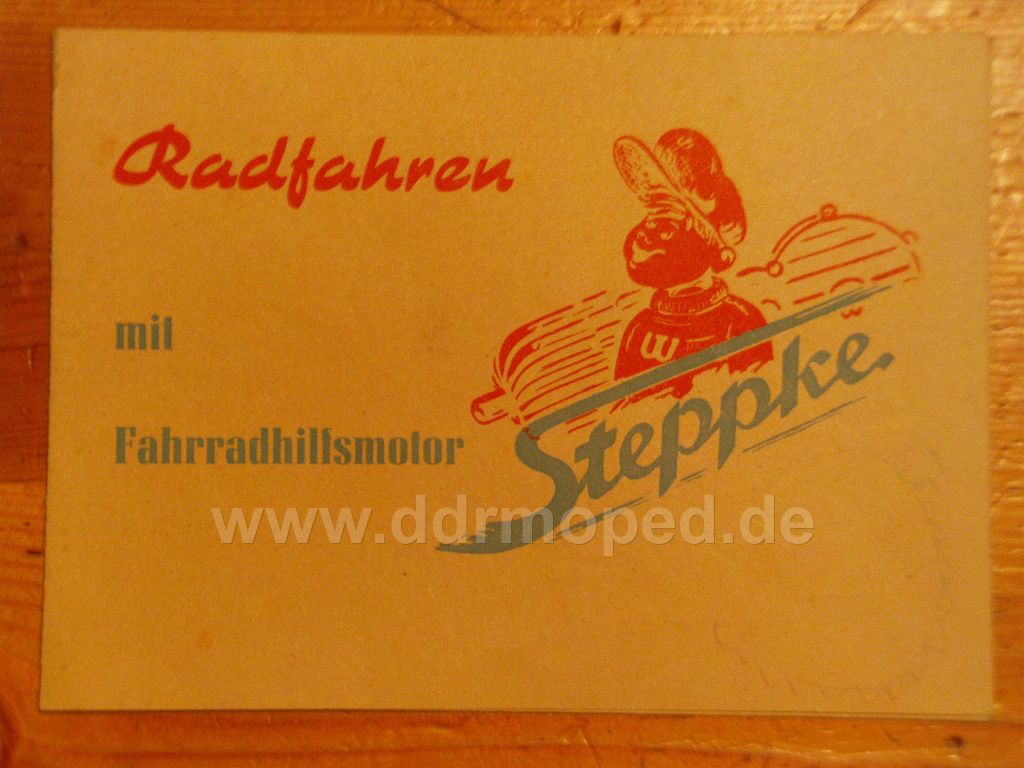 Radfahren
mit
Fahrradhilfsmotor
W
Steppke.
www.ddrmoped.de